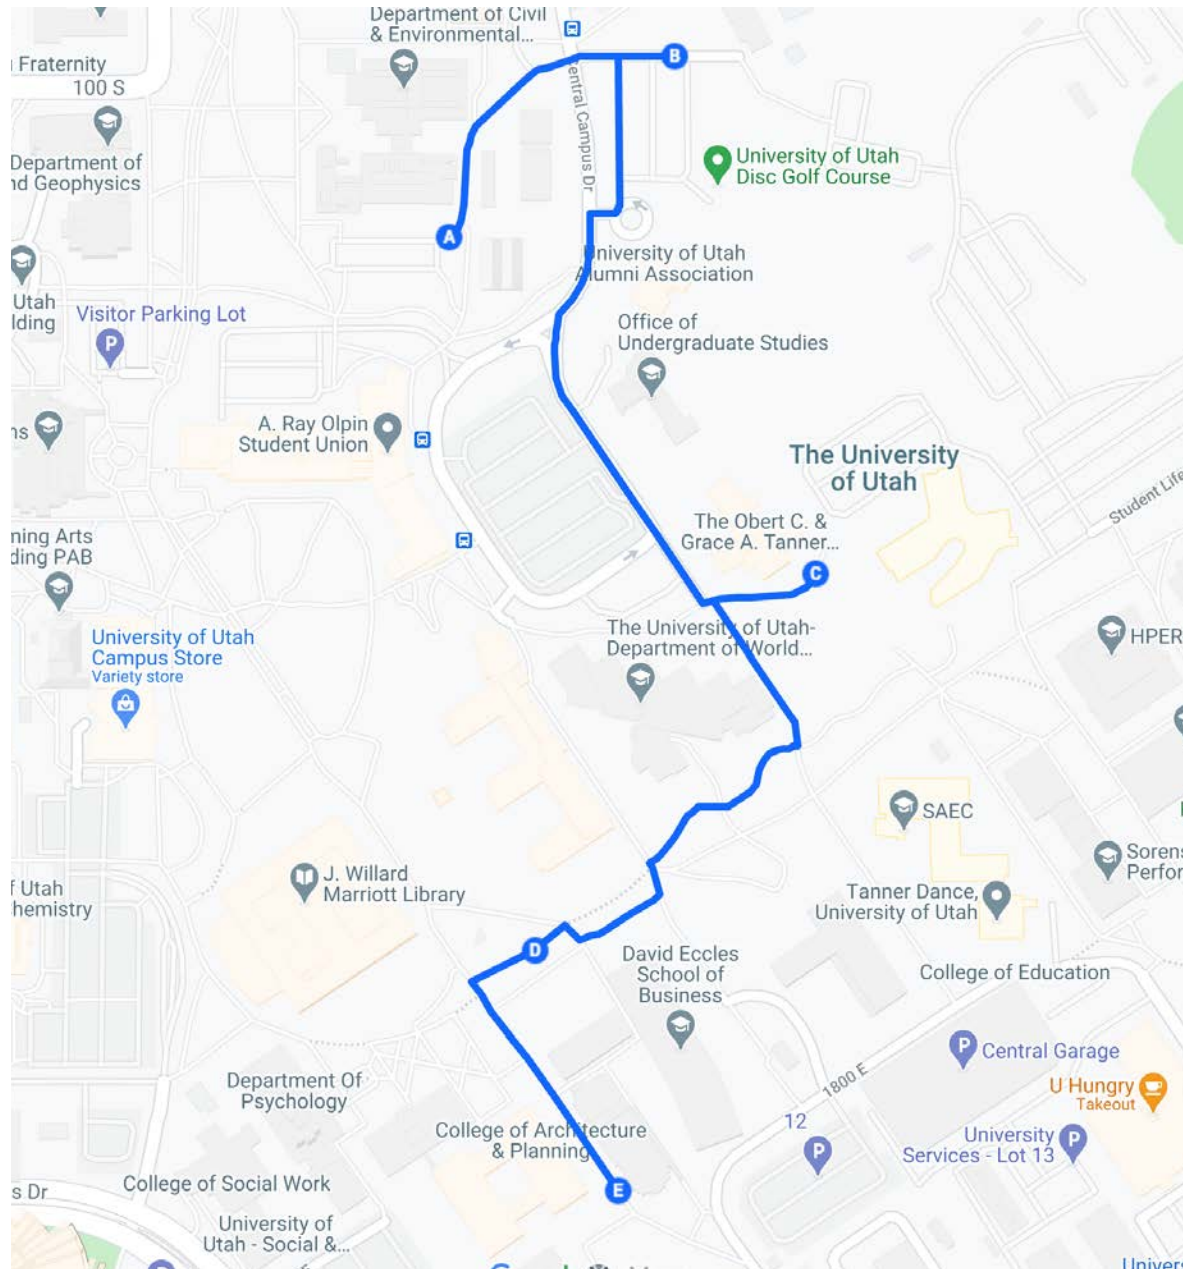 Department of Civil
& Environmental...
Fraternity
100 S
Central Campus Dr
B
Department of
nd Geophysics
University of Utah
Disc Golf Course
A
University of Utah
Alumni Association
Utah
lding
Visitor Parking Lot
P
Office of
Undergraduate Studies
ns
A. Ray Olpin
Student Union
The University
of Utah
Student Life
ning Arts
ding PAB
The Obert C. &
Grace A. Tanner...
C
University of Utah
Campus Store
Variety store
The University of Utah-
Department of World...
HPER
SAEC
J. Willard
Marriott Library
f Utah
hemistry
Tanner Dance,
University of Utah
Sorens
Perfor
D
David Eccles
School of
Business
College of Education
P
Central Garage
1800 E
U Hungry
Takeout
Department Of
Psychology
College of Architecture
& Planning
12
P
University
Services - Lot 13
P
s Dr
College of Social Work
E
University of
Utah - Social &...
Univers